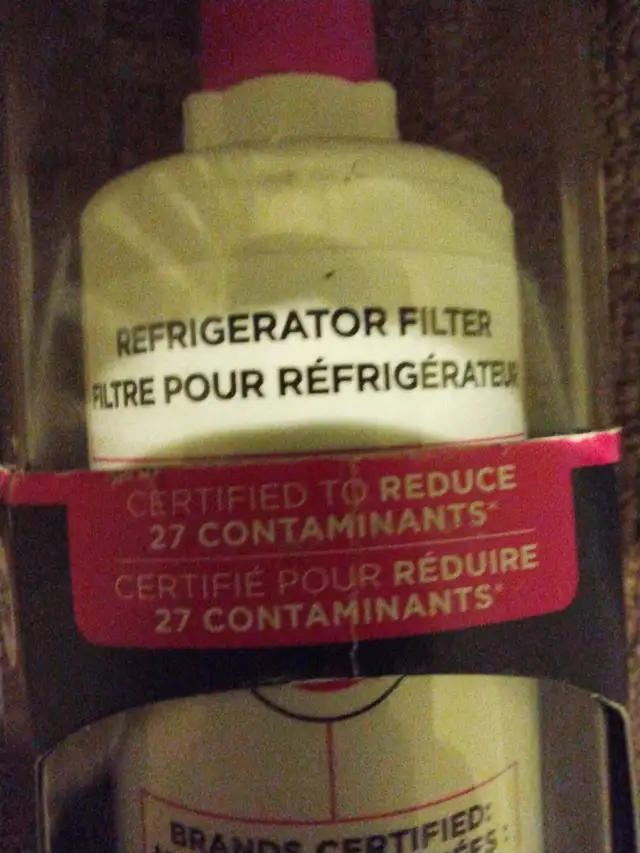 REFRIGERATOR FILTER
FILTRE POUR RÉFRIGÉRATEUR
CERTIFIED TO REDUCE
27 CONTAMINANTS*
CERTIFIÉ POUR RÉDUIRE
27 CONTAMINANTS*
BRANDS CERTIFIED: